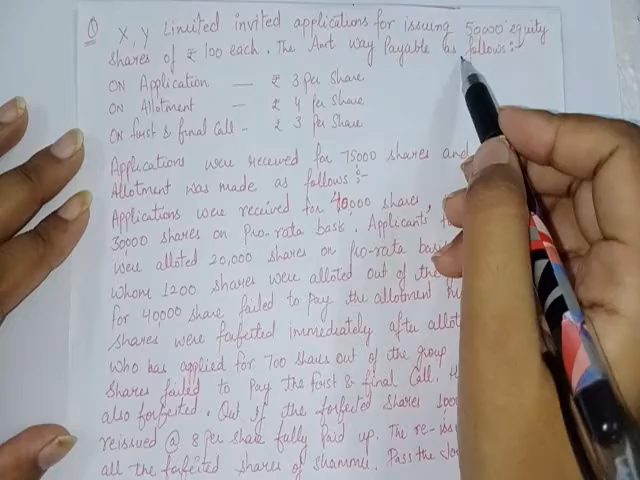 Q X, Y Limited invited applications for issuing 50000 equity
shares of ₹ 100 each. The Amt way Payable as follows:-
ON Application — ₹ 3 per Share
ON Allotment — ₹ 4 per Share
ON first & final Call - ₹ 3 per Share
Applications were received for 75000 shares and
Allotment was made as follows :-
Applications were received for 40000 shares,
30000 shares on pro-rata bask. Applicants
were alloted 20,000 shares on pro-rata
whom 1200 shares were alloted out of the
for 40,000 share failed to pay the allotment
shares were forfeited immediately after allot
who has applied for 700 shares out of the group
shares failed to pay the first & final Call.
also forfeited. Out of the forfeited shares 1000
reissued @ 8 per share fully paid up. The re-iss
all the forfeited shares of shammu. Pass the Jou